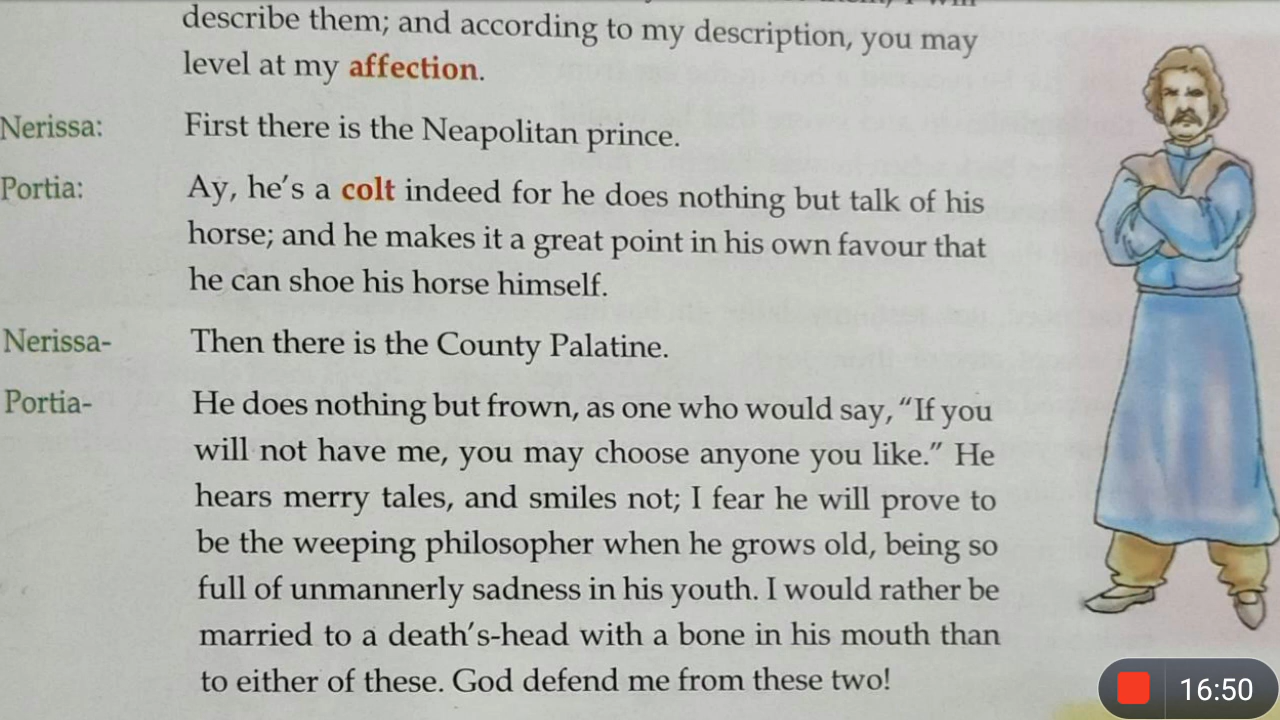 describe them; and according to my description, you may
level at my affection.
Nerissa: First there is the Neapolitan prince.
Portia: Ay, he's a colt indeed for he does nothing but talk of his
horse; and he makes it a great point in his own favour that
he can shoe his horse himself.
Nerissa- Then there is the County Palatine.
Portia- He does nothing but frown, as one who would say, “If you
will not have me, you may choose anyone you like.” He
hears merry tales, and smiles not; I fear he will prove to
be the weeping philosopher when he grows old, being so
full of unmannerly sadness in his youth. I would rather be
married to a death's-head with a bone in his mouth than
to either of these. God defend me from these two!
16:50